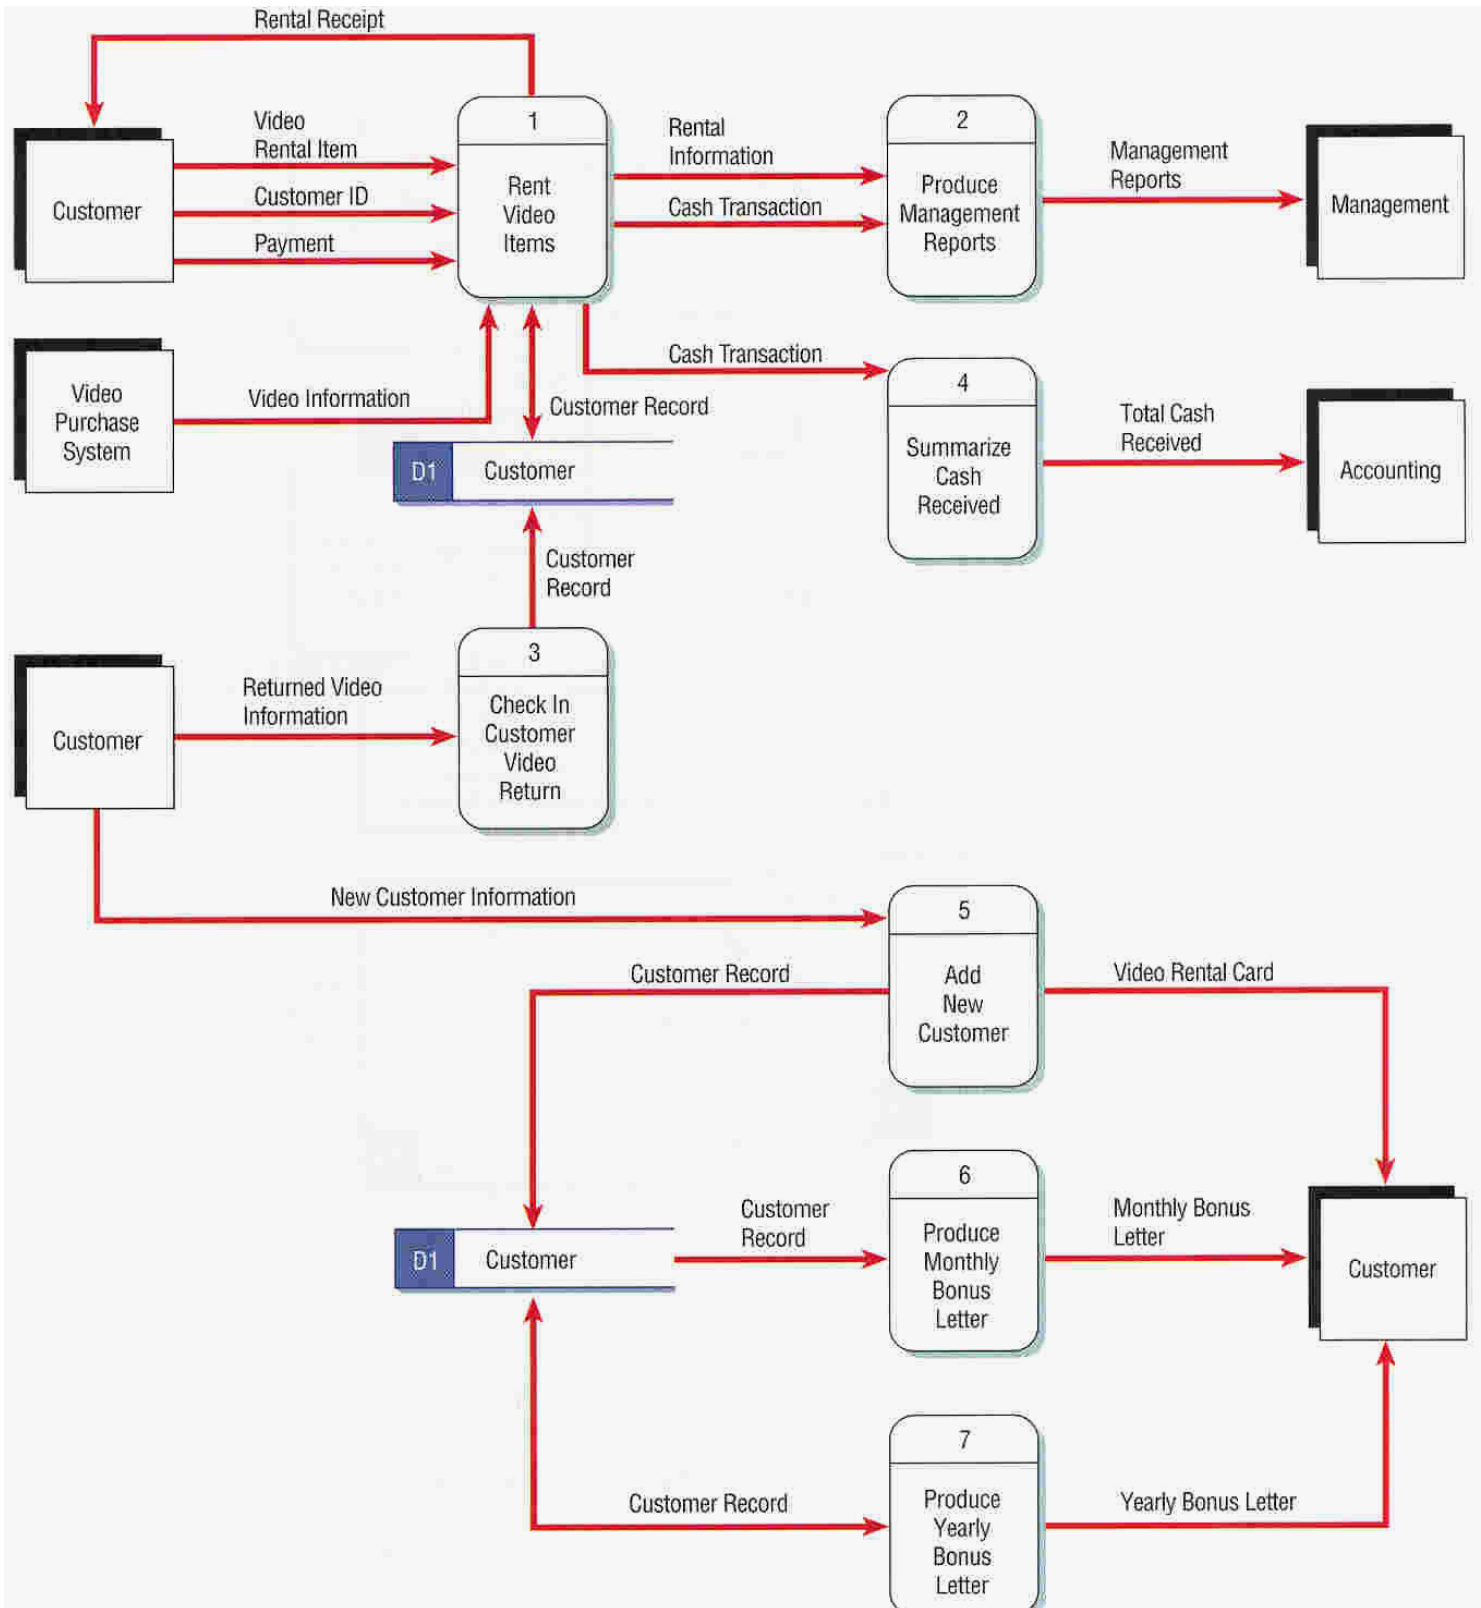 Rental Receipt
Video
Rental Item
Customer ID
Payment
Customer
1
Rent
Video
Items
Rental
Information
Cash Transaction
2
Produce
Management
Reports
Management
Reports
Management
Video
Purchase
System
Video Information
Customer Record
Cash Transaction
4
Summarize
Cash
Received
Total Cash
Received
Accounting
D1
Customer
Customer
Record
Customer
Returned Video
Information
3
Check In
Customer
Video
Return
New Customer Information
5
Add
New
Customer
Customer Record
Video Rental Card
D1
Customer
Customer
Record
6
Produce
Monthly
Bonus
Letter
Monthly Bonus
Letter
Customer
Customer Record
7
Produce
Yearly
Bonus
Letter
Yearly Bonus Letter